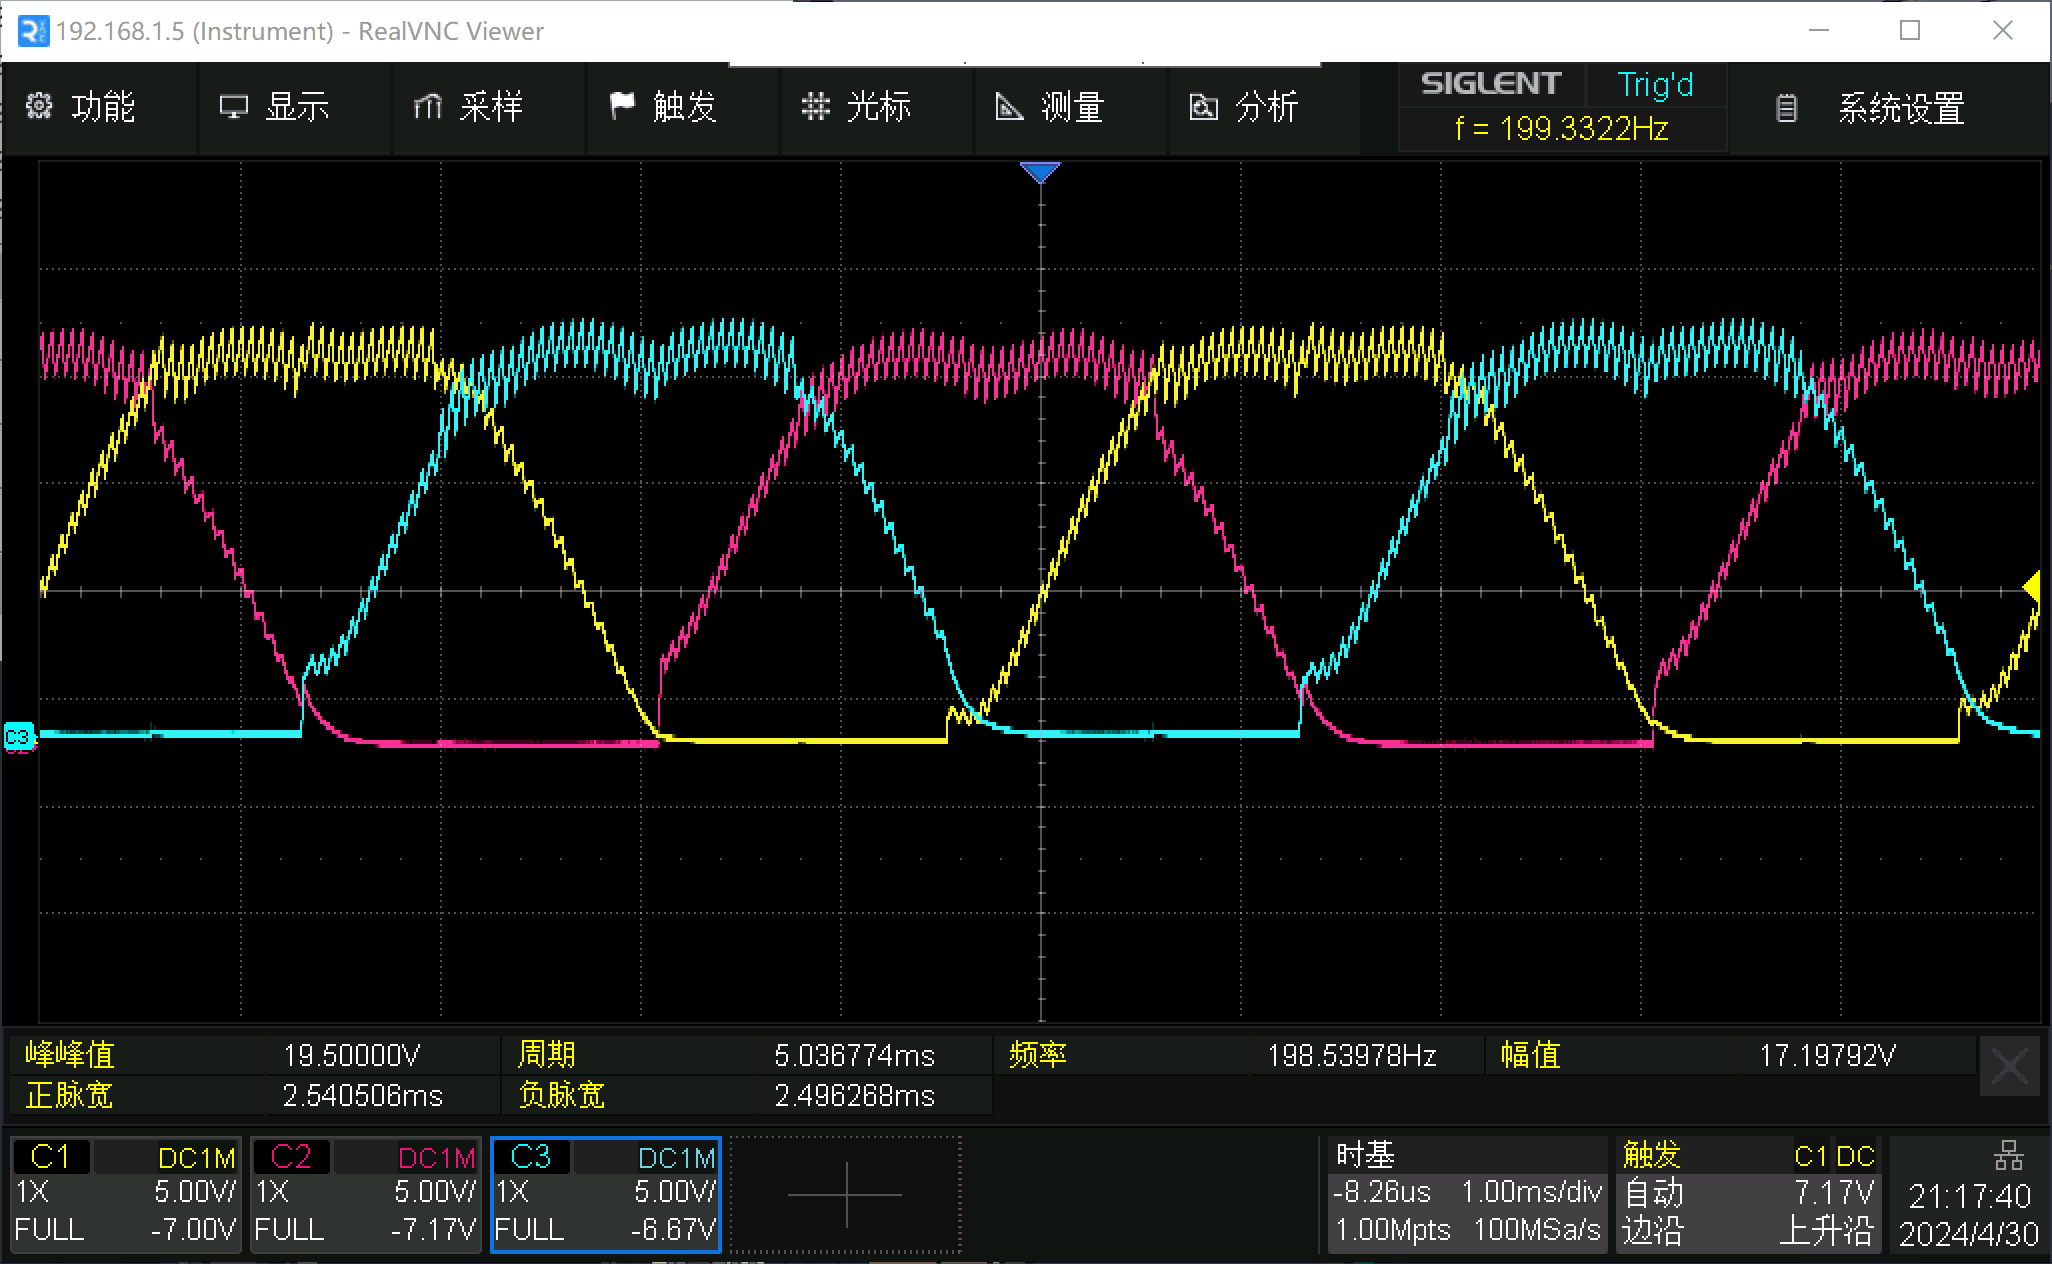 192.168.1.5 (Instrument) - RealVNC Viewer
功能 显示 采样 触发 光标 测量 分析 SIGLENT Trig'd 系统设置
f = 199.3322Hz
C3
峰峰值 19.50000V 周期 5.036774ms 频率 198.53978Hz 幅值 17.19792V
正脉宽 2.540506ms 负脉宽 2.496268ms
C1 DC1M C2 DC1M C3 DC1M 时基 触发 C1 DC
1X 5.00V/ 1X 5.00V/ 1X 5.00V/ -8.26us 1.00ms/div 自动 7.17V 21:17:40
FULL -7.00V FULL -7.17V FULL -6.67V 1.00Mpts 100MSa/s 边沿 上升沿 2024/4/30